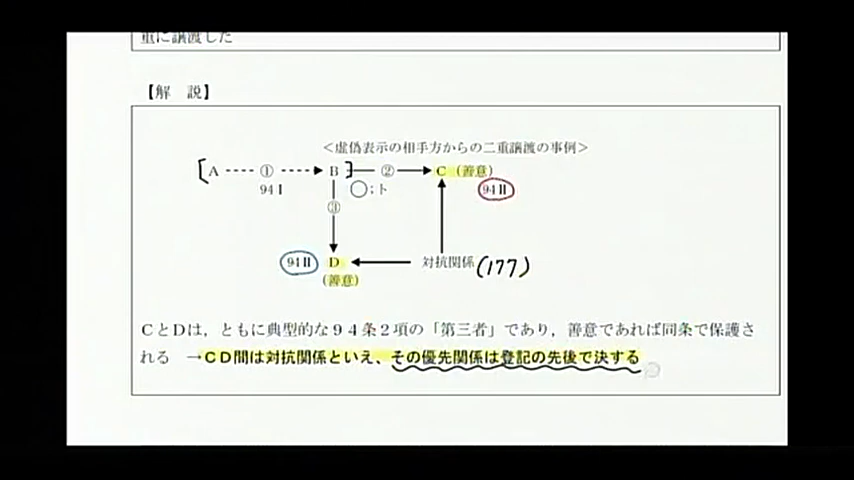 重に譲渡した
【解　説】
＜虚偽表示の相手方からの二重譲渡の事例＞
A ① B ② C（善意）
94Ⅰ ○；ト 94Ⅱ
③
94Ⅱ D 対抗関係 (177)
（善意）
CとDは，ともに典型的な９４条２項の「第三者」であり，善意であれば同条で保護さ
れる　→CD間は対抗関係といえ、その優先関係は登記の先後で決する